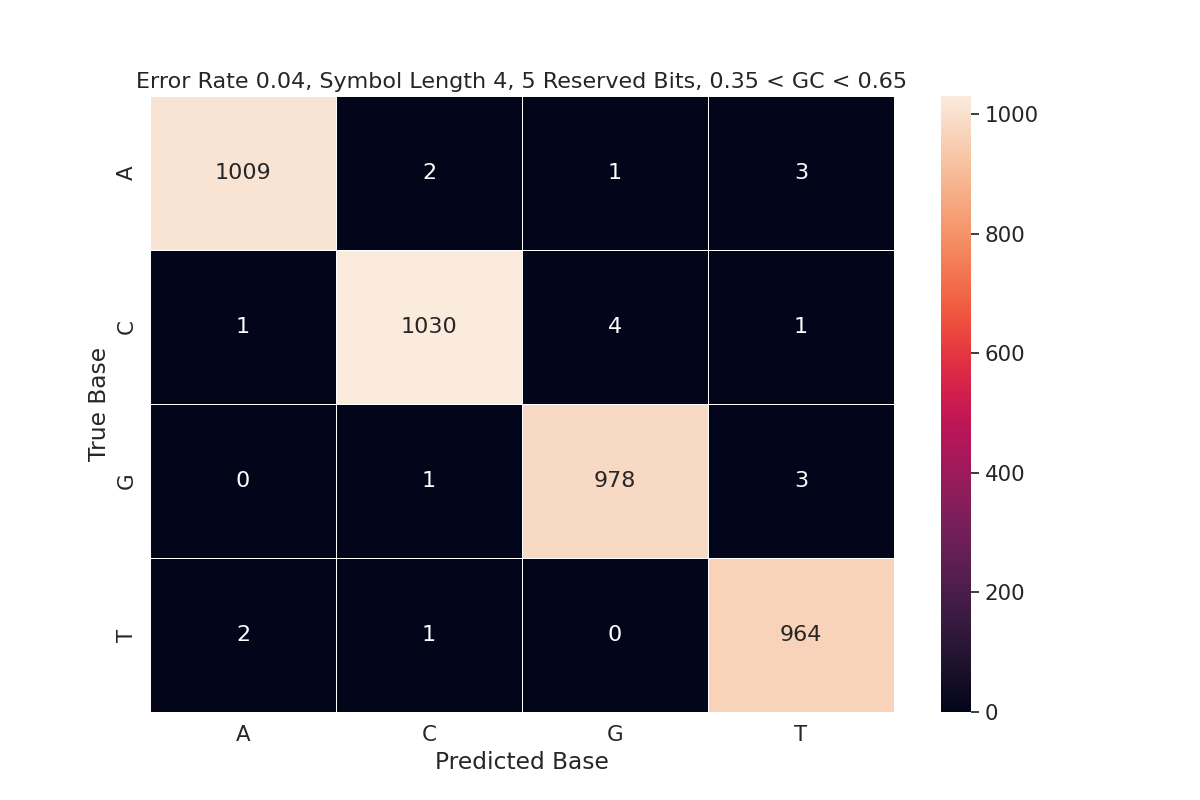 Error Rate 0.04, Symbol Length 4, 5 Reserved Bits, 0.35 < GC < 0.65
True Base
A 1009 2 1 3
C 1 1030 4 1
G 0 1 978 3
T 2 1 0 964
A C G T
Predicted Base
1000
800
600
400
200
0